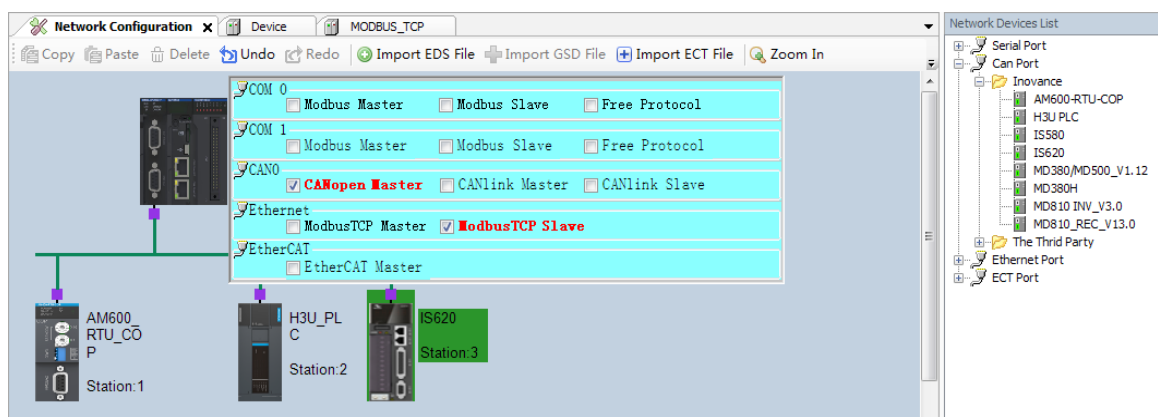 Network Configuration X Device MODBUS_TCP
Copy Paste Delete Undo Redo Import EDS File Import GSD File Import ECT File Zoom In
COM 0
Modbus Master Modbus Slave Free Protocol
COM 1
Modbus Master Modbus Slave Free Protocol
CAN0
CANopen Master CANlink Master CANlink Slave
Ethernet
ModbusTCP Master ModbusTCP Slave
EtherCAT
EtherCAT Master
AM600_
RTU_CO
P
Station:1
H3U_PL
C
Station:2
IS620
Station:3
Network Devices List
Serial Port
Can Port
Inovance
AM600-RTU-COP
H3U PLC
IS580
IS620
MD380/MD500_V1.12
MD380H
MD810 INV_V3.0
MD810_REC_V13.0
The Thrid Party
Ethernet Port
ECT Port